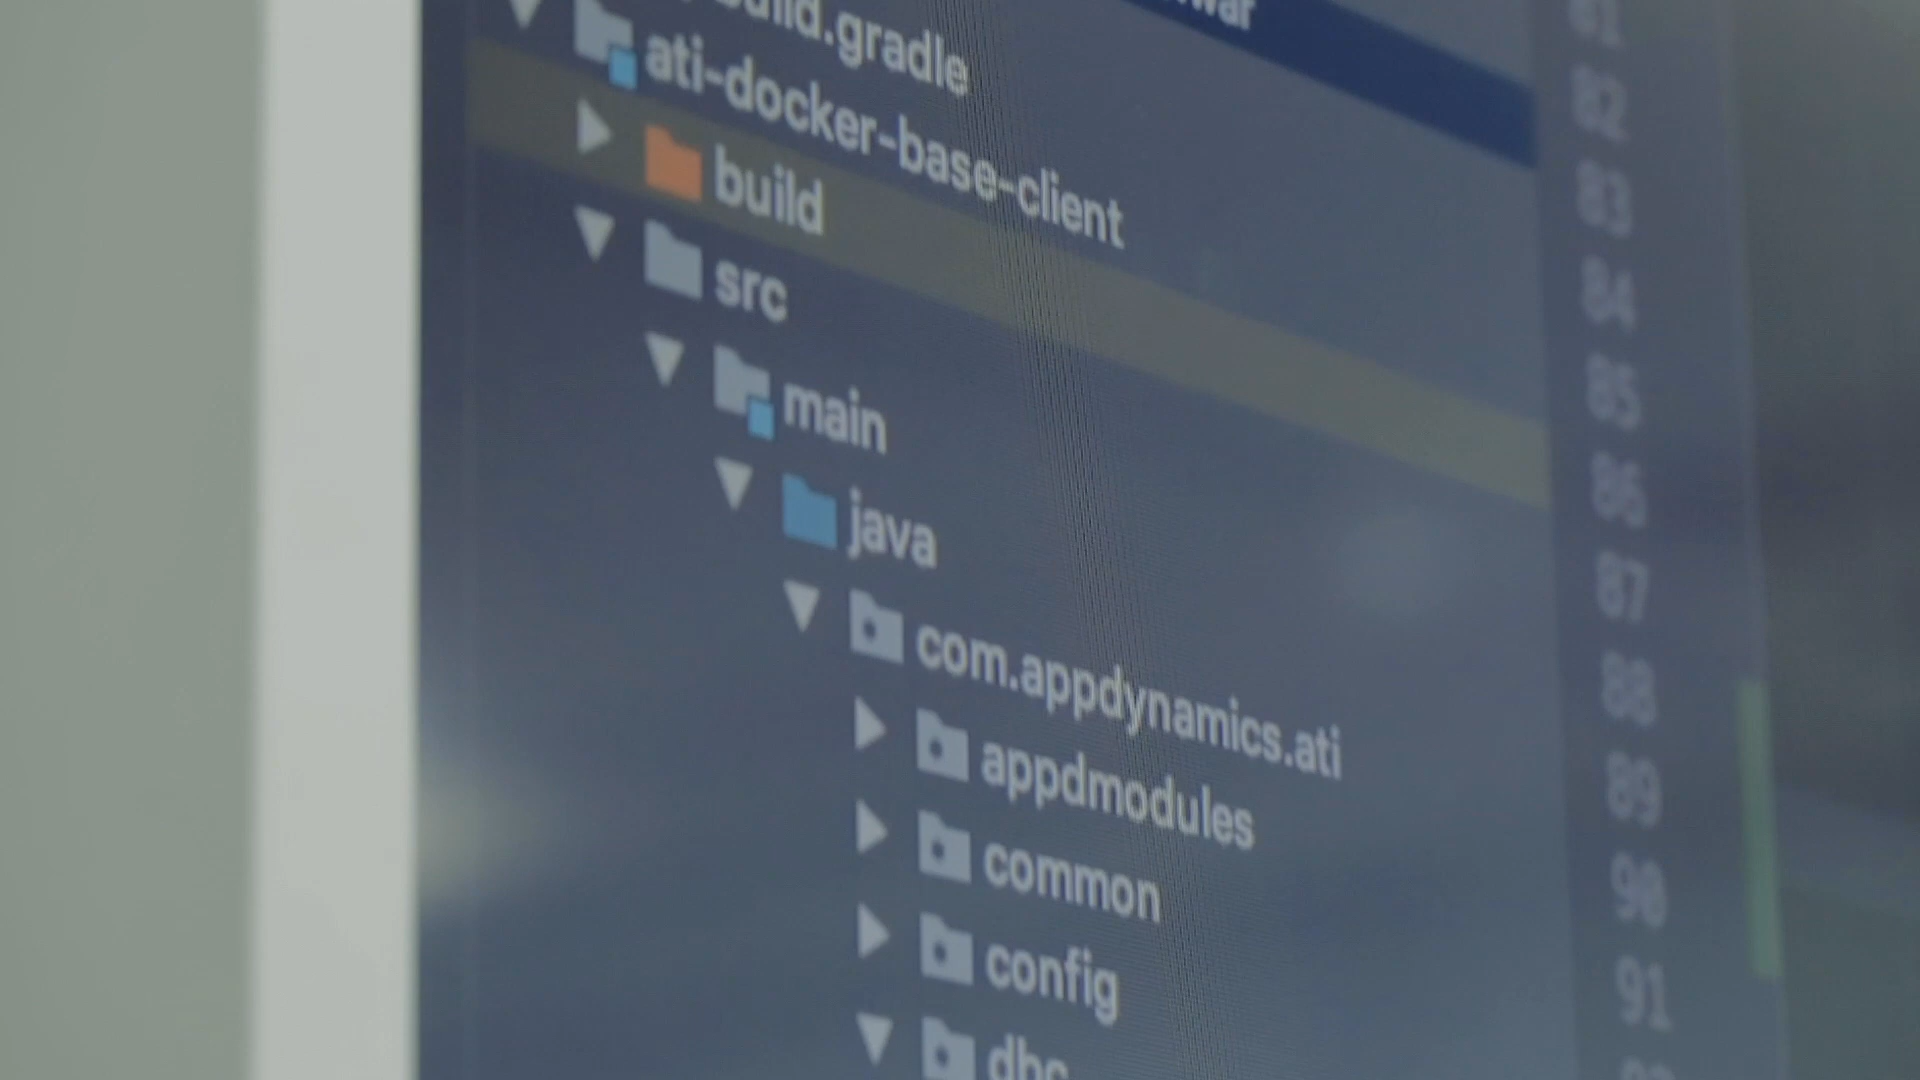 build.gradle
ati-docker-base-client
build
src
main
java
com.appdynamics.ati
appdmodules
common
config
dbc
82
83
84
85
86
87
88
89
90
91